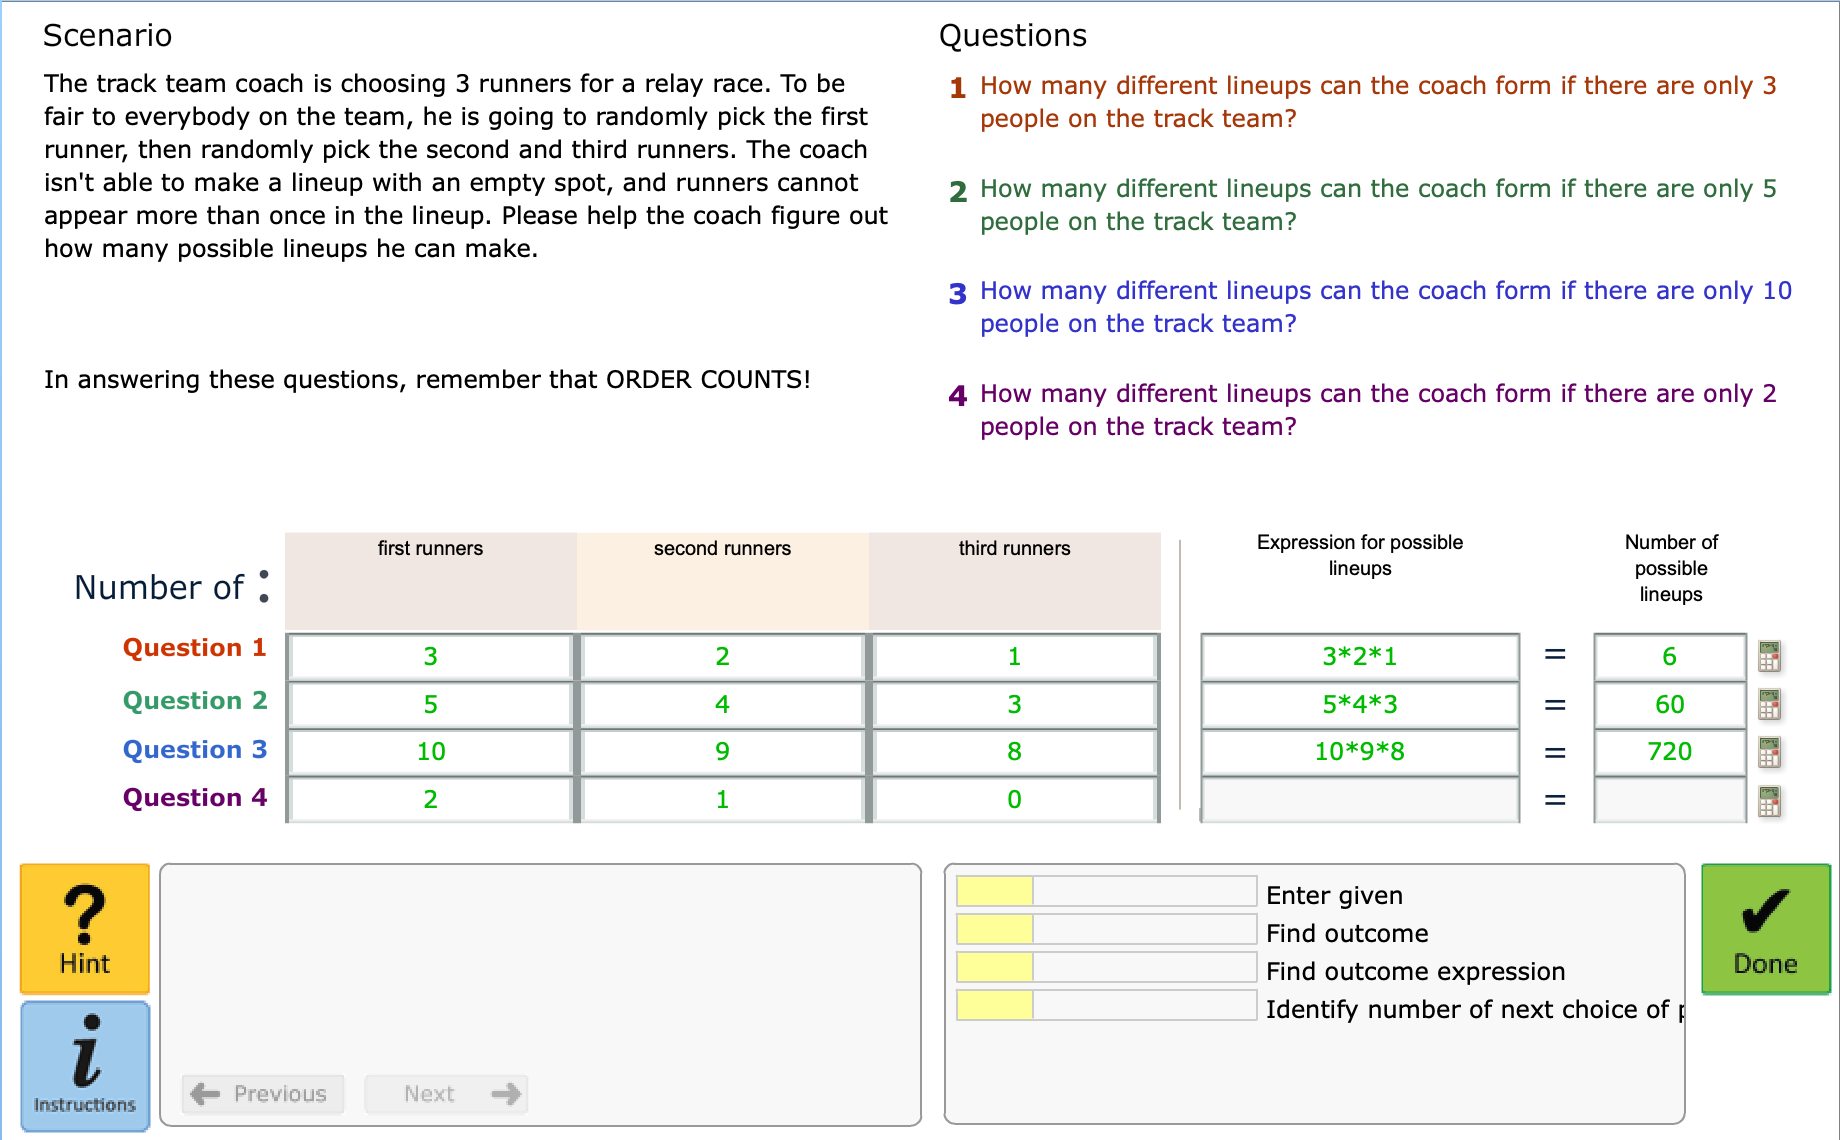 Scenario
The track team coach is choosing 3 runners for a relay race. To be
fair to everybody on the team, he is going to randomly pick the first
runner, then randomly pick the second and third runners. The coach
isn't able to make a lineup with an empty spot, and runners cannot
appear more than once in the lineup. Please help the coach figure out
how many possible lineups he can make.
In answering these questions, remember that ORDER COUNTS!
Questions
1 How many different lineups can the coach form if there are only 3
people on the track team?
2 How many different lineups can the coach form if there are only 5
people on the track team?
3 How many different lineups can the coach form if there are only 10
people on the track team?
4 How many different lineups can the coach form if there are only 2
people on the track team?
Number of :
first runners second runners third runners
Expression for possible
lineups
Number of
possible
lineups
Question 1 3 2 1 3*2*1 = 6
Question 2 5 4 3 5*4*3 = 60
Question 3 10 9 8 10*9*8 = 720
Question 4 2 1 0 =
? Hint
i Instructions
Previous Next
Enter given
Find outcome
Find outcome expression
Identify number of next choice of
Done